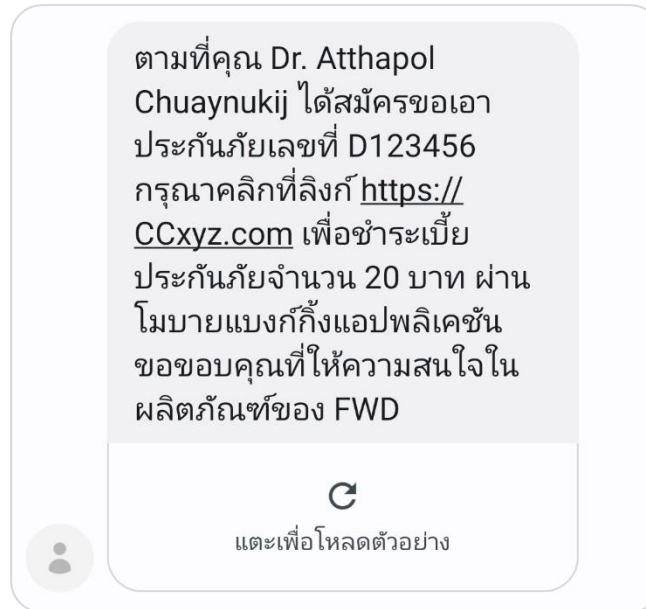 ตามที่คุณ Dr. Atthapol
Chuaynukij ได้สมัครขอเอา
ประกันภัยเลขที่ D123456
กรุณาคลิกที่ลิงก์ https://
CCxyz.com เพื่อชำระเบี้ย
ประกันภัยจำนวน 20 บาท ผ่าน
โมบายแบงก์กิ้งแอปพลิเคชัน
ขอขอบคุณที่ให้ความสนใจใน
ผลิตภัณฑ์ของ FWD
แตะเพื่อโหลดตัวอย่าง